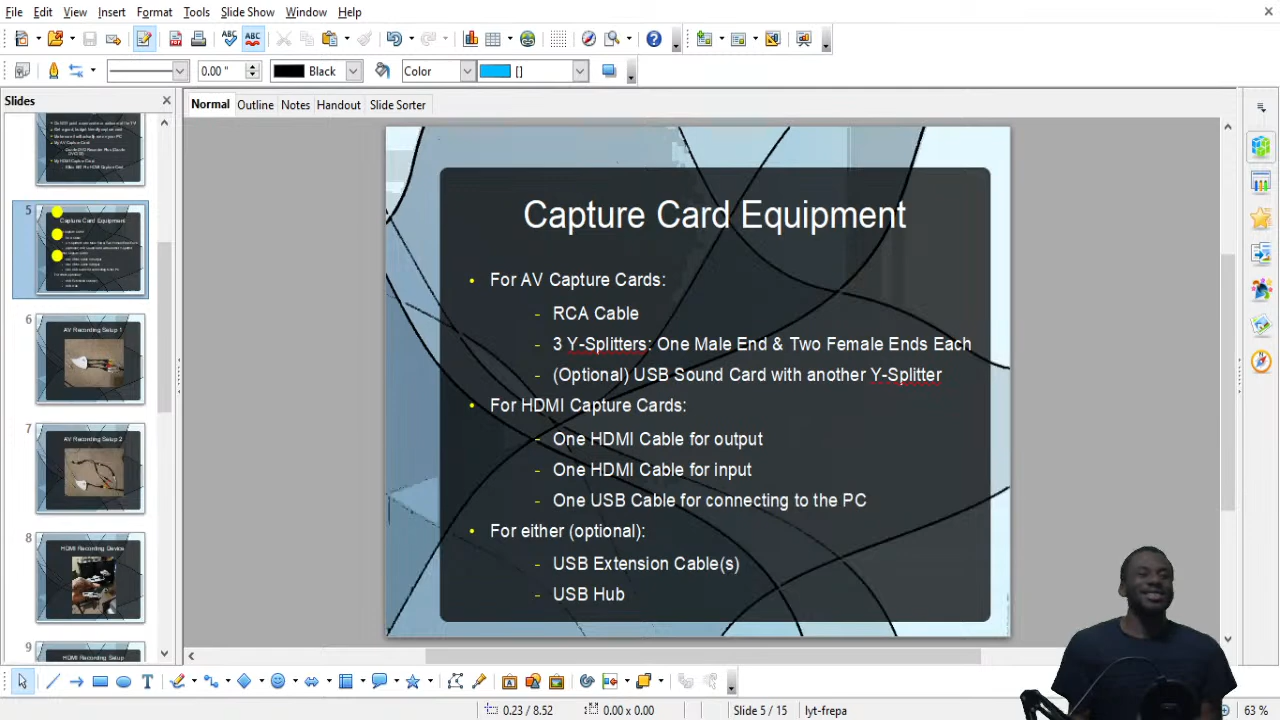 File Edit View Insert Format Tools Slide Show Window Help
0.00 " Black Color []
Slides
Normal Outline Notes Handout Slide Sorter
5
Capture Card Equipment
6
AV Recording Setup 1
7
AV Recording Setup 2
8
HDMI Recording Device
9
HDMI Recording Setup
Capture Card Equipment
• For AV Capture Cards:
- RCA Cable
- 3 Y-Splitters: One Male End & Two Female Ends Each
- (Optional) USB Sound Card with another Y-Splitter
• For HDMI Capture Cards:
- One HDMI Cable for output
- One HDMI Cable for input
- One USB Cable for connecting to the PC
• For either (optional):
- USB Extension Cable(s)
- USB Hub
0.23 / 8.52 0.00 x 0.00 Slide 5 / 15 lyt-frepa 63 %